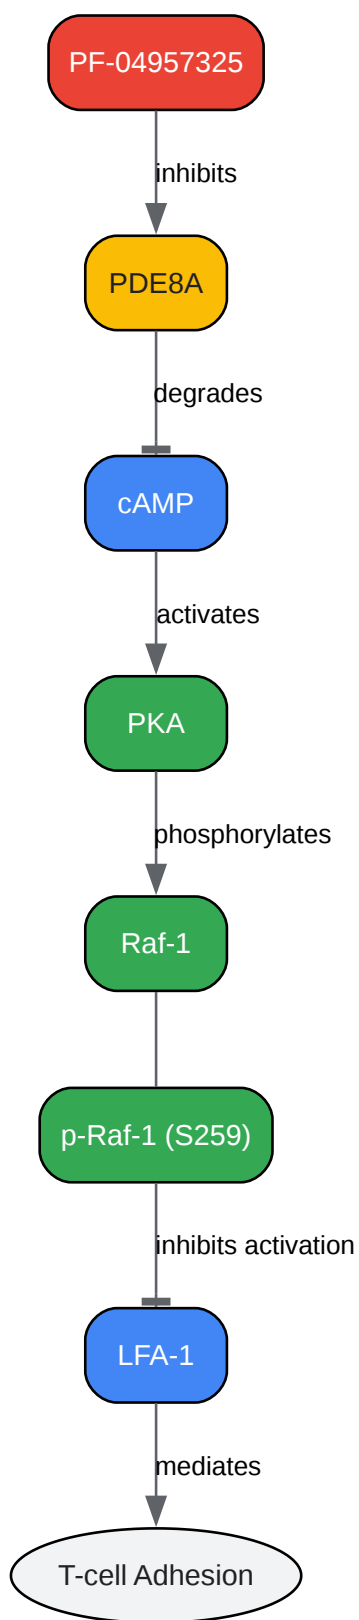 PF-04957325
inhibits
PDE8A
degrades
cAMP
activates
PKA
phosphorylates
Raf-1
p-Raf-1 (S259)
inhibits activation
LFA-1
mediates
T-cell Adhesion